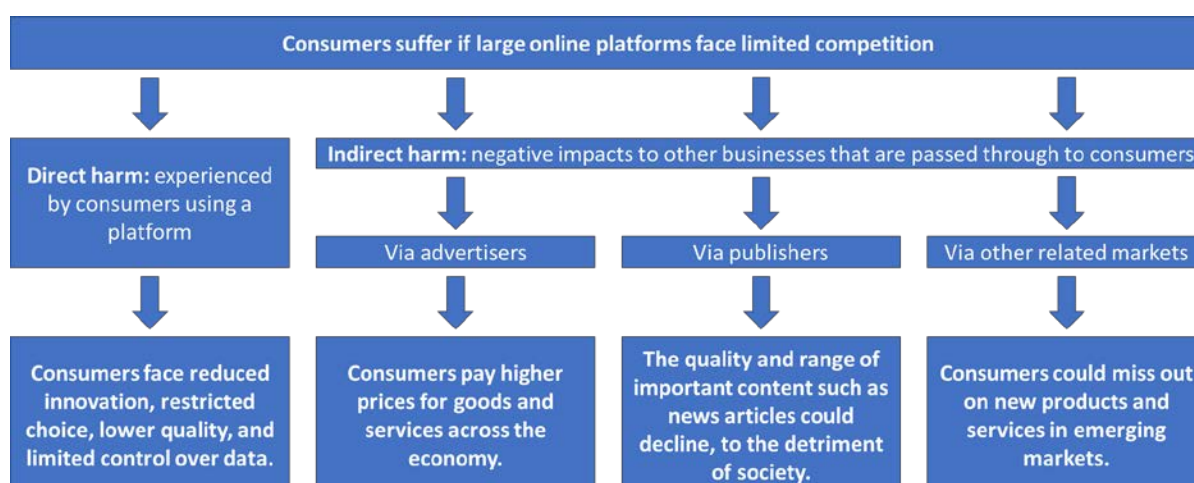 Consumers suffer if large online platforms face limited competition
Direct harm: experienced
by consumers using a
platform
Indirect harm: negative impacts to other businesses that are passed through to consumers
Via advertisers
Via publishers
Via other related markets
Consumers face reduced
innovation, restricted
choice, lower quality, and
limited control over data.
Consumers pay higher
prices for goods and
services across the
economy.
The quality and range of
important content such as
news articles could
decline, to the detriment
of society.
Consumers could miss out
on new products and
services in emerging
markets.